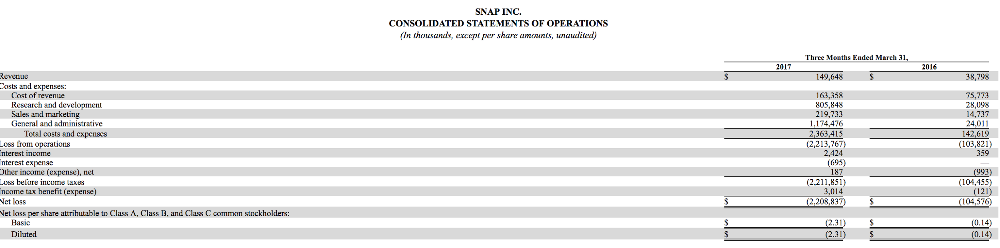 SNAP INC.
CONSOLIDATED STATEMENTS OF OPERATIONS
(In thousands, except per share amounts, unaudited)
Three Months Ended March 31,
2017 2016
Revenue $ 149,648 $ 38,798
Costs and expenses:
Cost of revenue 163,358 75,773
Research and development 805,848 28,098
Sales and marketing 219,733 14,737
General and administrative 1,174,476 24,011
Total costs and expenses 2,363,415 142,619
Loss from operations (2,213,767) (103,821)
Interest income 2,424 359
Interest expense (695) —
Other income (expense), net 187 (993)
Loss before income taxes (2,211,851) (104,455)
Income tax benefit (expense) 3,014 (121)
Net loss $ (2,208,837) $ (104,576)
Net loss per share attributable to Class A, Class B, and Class C common stockholders:
Basic $ (2.31) $ (0.14)
Diluted $ (2.31) $ (0.14)